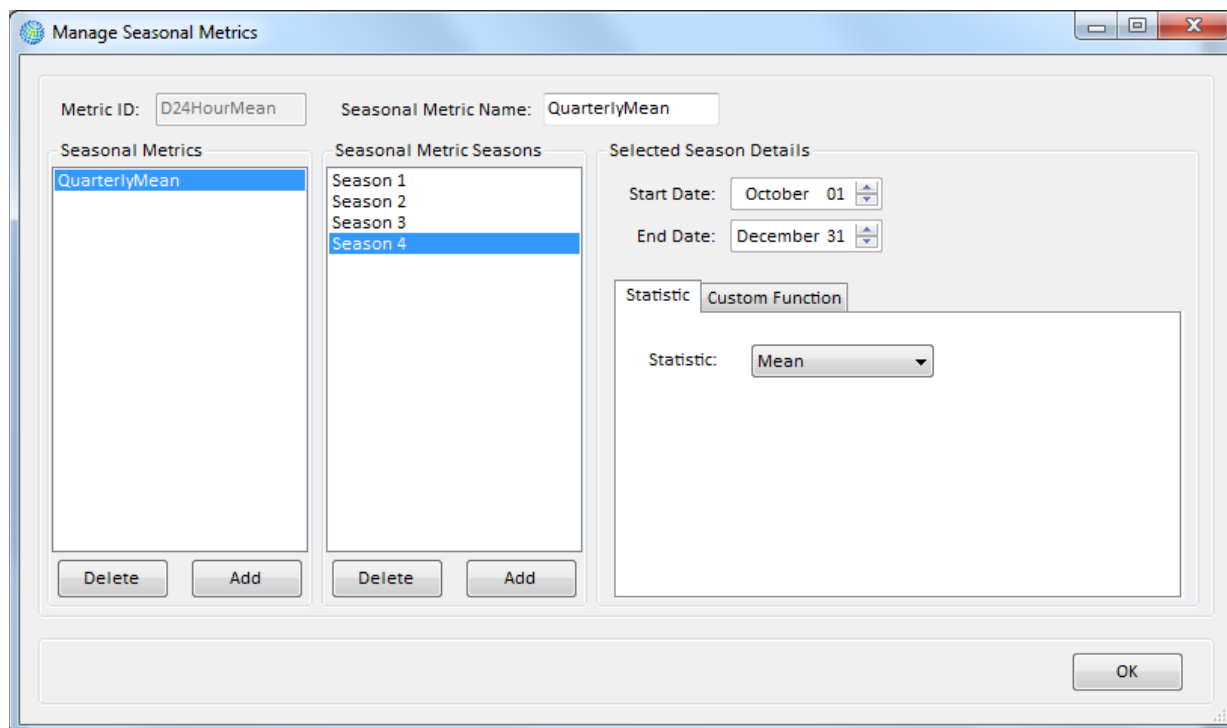 Manage Seasonal Metrics
Metric ID: D24HourMean Seasonal Metric Name: QuarterlyMean
Seasonal Metrics
QuarterlyMean
Delete Add
Seasonal Metric Seasons
Season 1
Season 2
Season 3
Season 4
Delete Add
Selected Season Details
Start Date: October 01
End Date: December 31
Statistic Custom Function
Statistic: Mean
OK